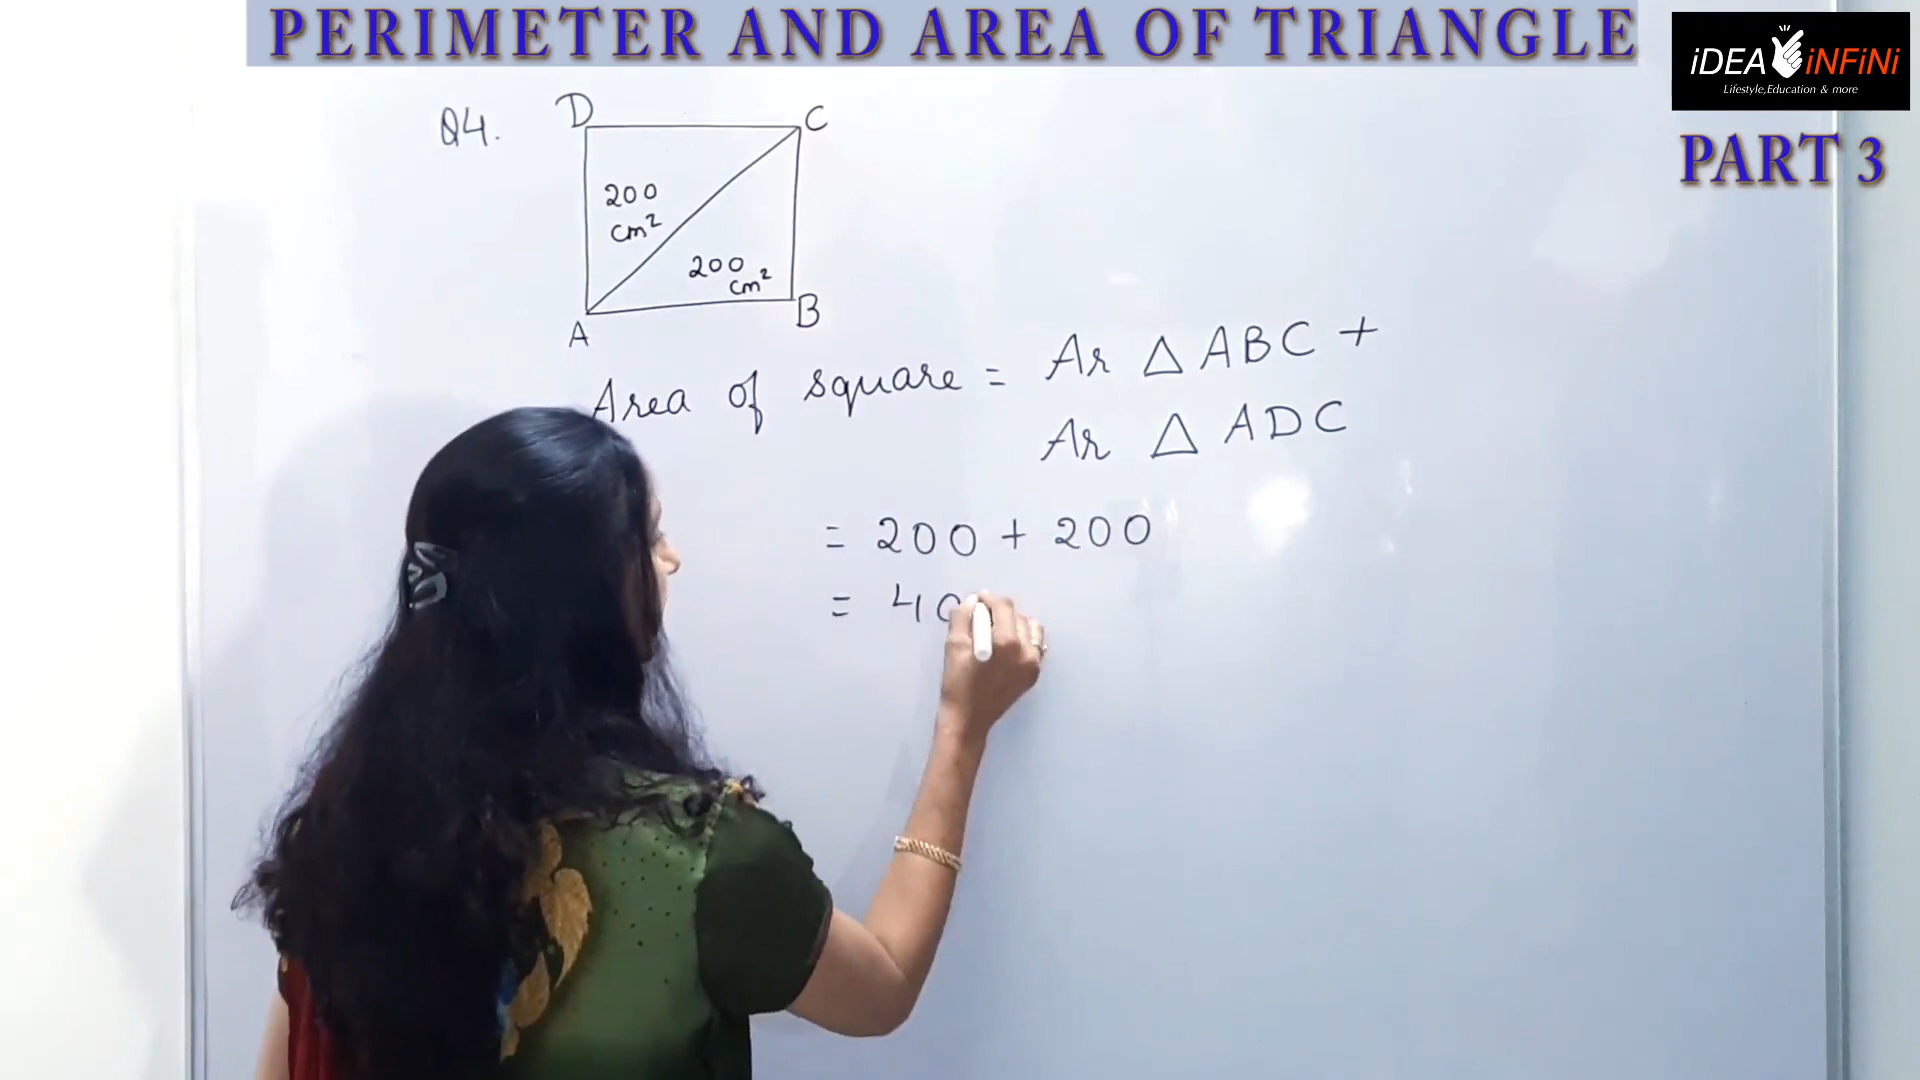 PERIMETER AND AREA OF TRIANGLE
iDEA iNFiNi
Lifestyle,Education & more
PART 3
Q4.
D
C
200
cm²
200
cm²
A
B
Area of square = Ar △ ABC +
Ar △ ADC
= 200 + 200
= 40